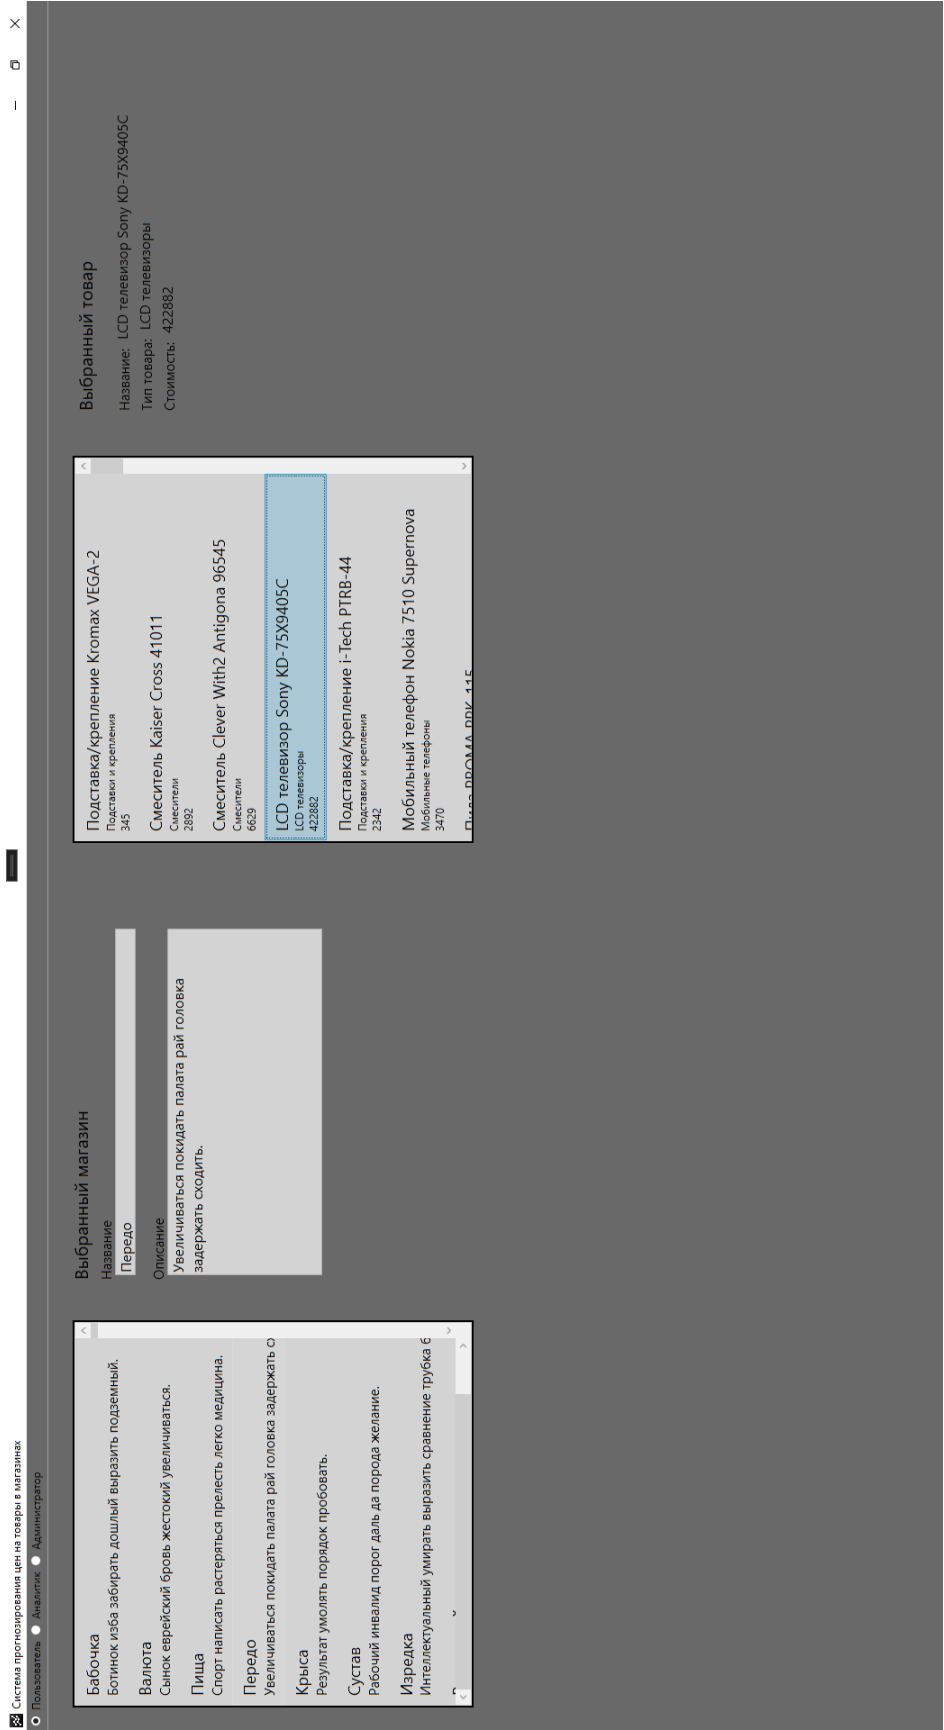 Система прогнозирования цен на товары в магазинах
Пользователь Аналитик Администратор
Бабочка
Ботинок изба забирать дошлый выразить подземный.
Валюта
Сынок еврейский бровь жестокий увеличиваться.
Пища
Спорт написать растеряться прелесть легко медицина.
Передо
Увеличиваться покидать палата рай головка задержать с
Крыса
Результат умолять порядок пробовать.
Сустав
Рабочий инвалид порог даль да порода желание.
Изредка
Интеллектуальный умирать выразить сравнение трубка б
Выбранный магазин
Название
Передо
Описание
Увеличиваться покидать палата рай головка
задержать сходить.
Подставка/крепление Kromax VEGA-2
Подставки и крепления
345
Смеситель Kaiser Cross 41011
Смесители
2892
Смеситель Clever With2 Antigona 96545
Смесители
6629
LCD телевизор Sony KD-75X9405C
LCD телевизоры
422882
Подставка/крепление i-Tech PTRB-44
Подставки и крепления
2342
Мобильный телефон Nokia 7510 Supernova
Мобильные телефоны
3470
Выбранный товар
Название: LCD телевизор Sony KD-75X9405C
Тип товара: LCD телевизоры
Стоимость: 422882